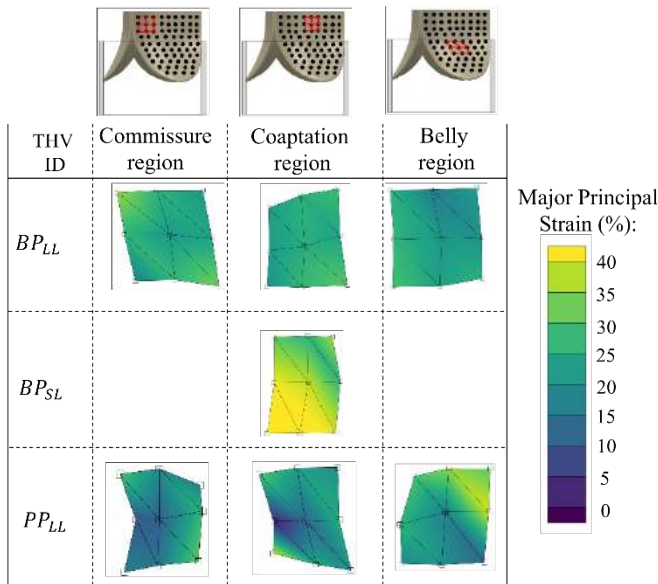 THV
ID
Commissure
region
Coaptation
region
Belly
region
Major Principal
Strain (%):
BP_LL
BP_SL
PP_LL
40
35
30
25
20
15
10
5
0